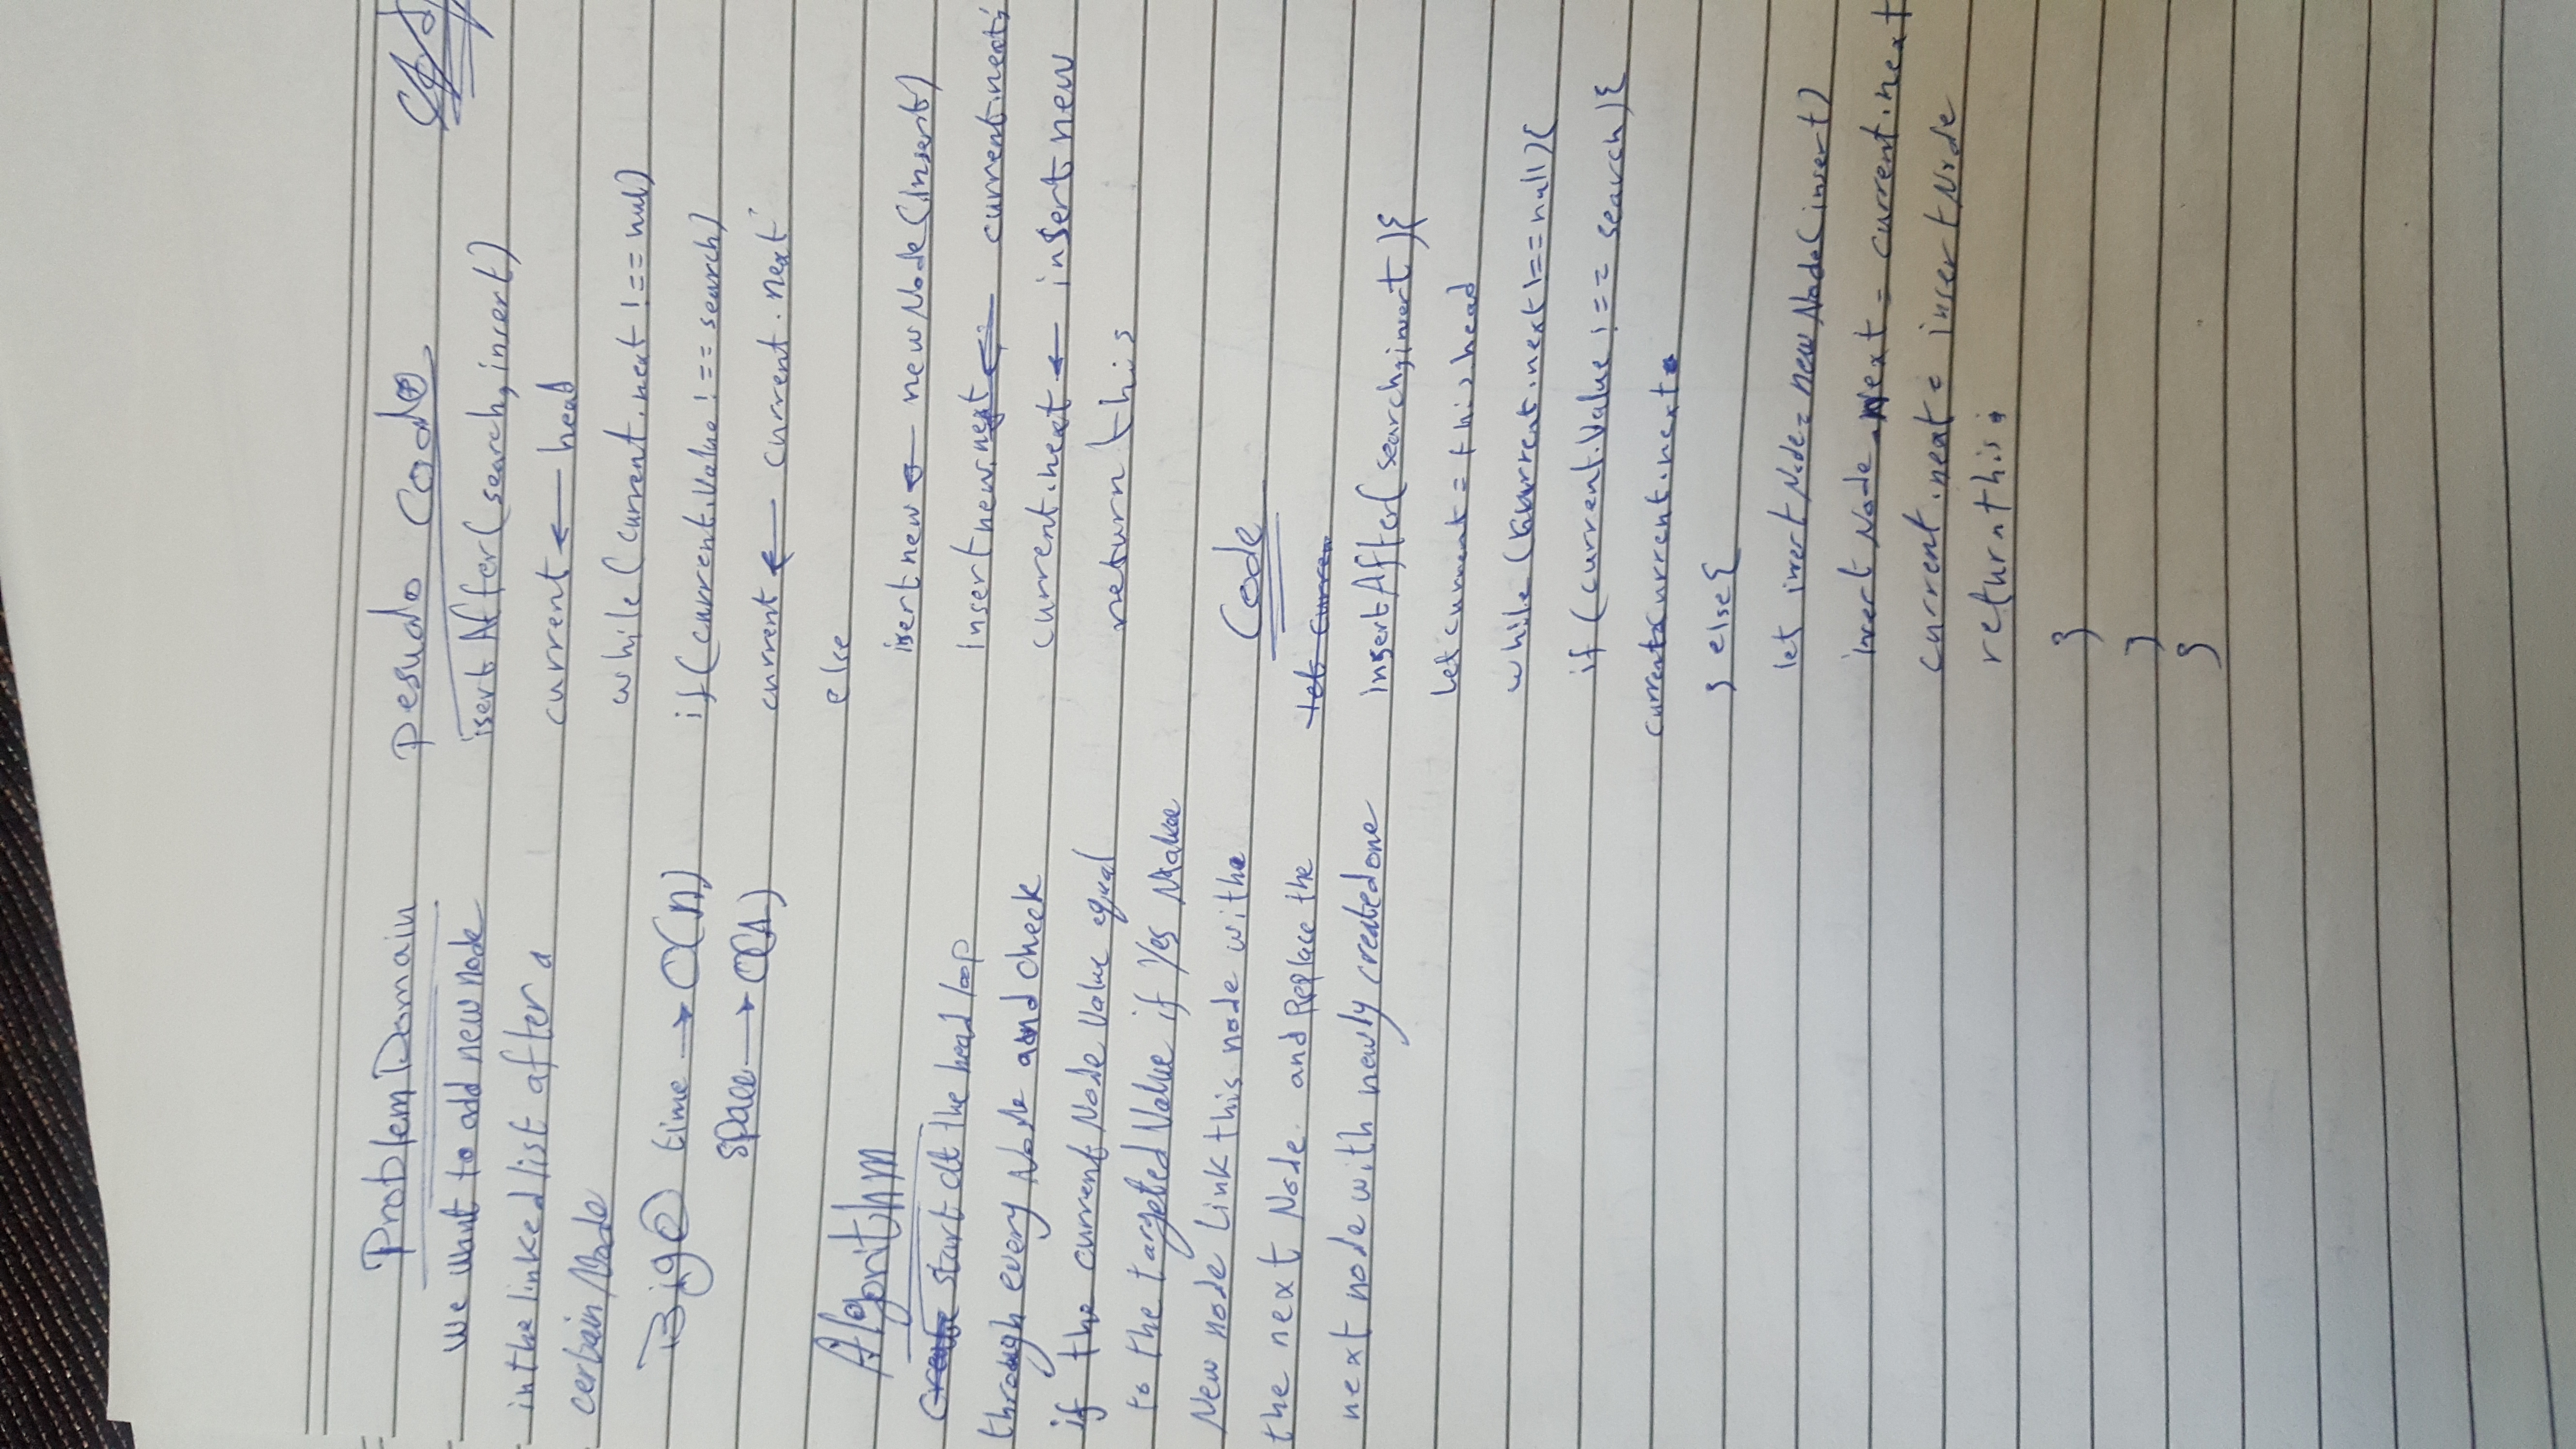 Problem Domain
we want to add new node
in the linked list after a
certain Node
Big O time → O(n)
space → O(1)
Algorithm
create start at the head loop
through every Node and check
if the current Node Value equal
to the targeted Value if Yes Make
New node Link this node with
the next Node. and Replace the
next node with newly created one
pesudo Code
isert After(search, insert)
current ← head
while (current.next !== null)
if (current.Value !== search)
current ← current.next
else
isert new ← new Node(insert)
Insert new.next ← current.next
current.next ← insert new
return this
Code
let curren
insertAfter(search, insert){
let current = this.head
while (current.next !== null){
if (current.Value !== search){
current = current.next
} else {
let insert Node = new Node(insert)
insert Node.Next = current.next
current.next = insert Node
return this;
}
}
}